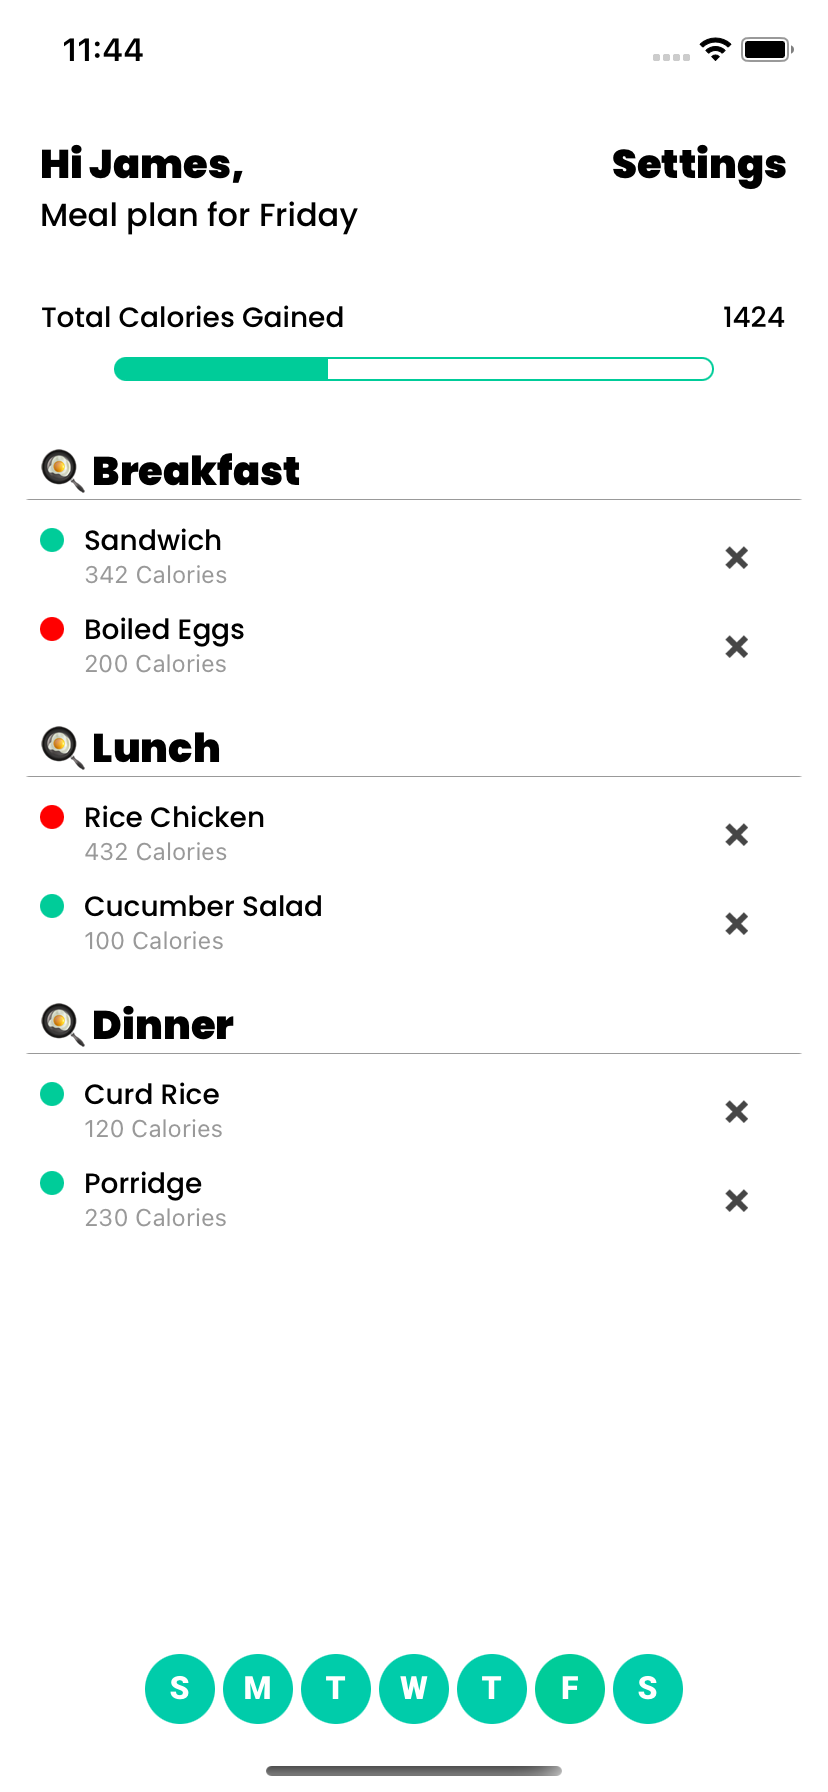 11:44
Hi James,
Settings
Meal plan for Friday
Total Calories Gained
1424
Breakfast
Sandwich
342 Calories
Boiled Eggs
200 Calories
Lunch
Rice Chicken
432 Calories
Cucumber Salad
100 Calories
Dinner
Curd Rice
120 Calories
Porridge
230 Calories
S M T W T F S